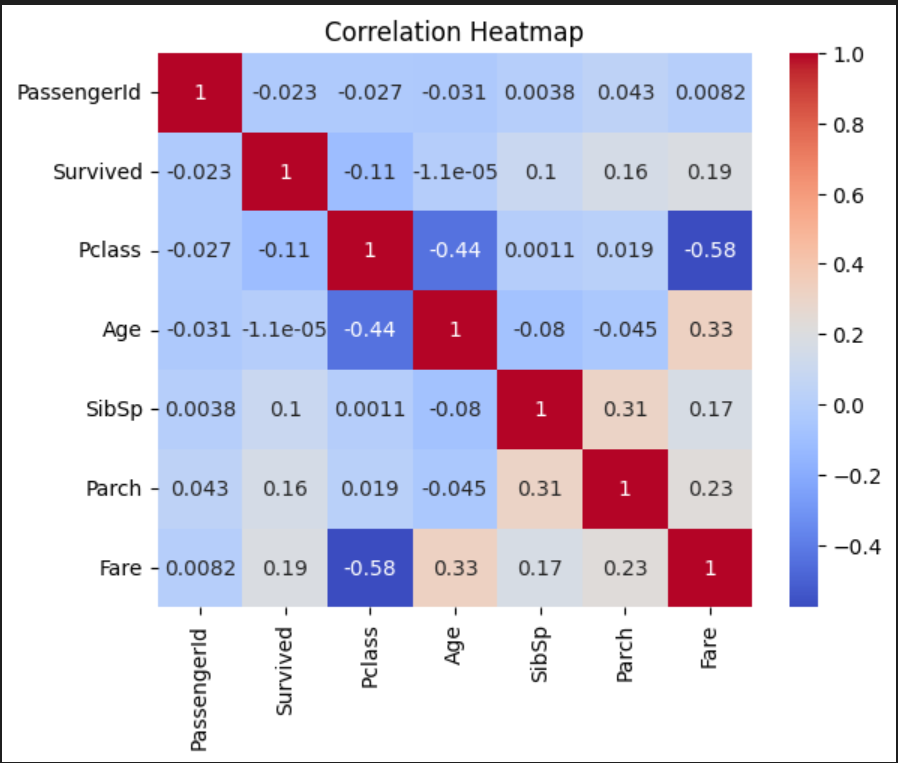 Correlation Heatmap
PassengerId 1 -0.023 -0.027 -0.031 0.0038 0.043 0.0082
Survived -0.023 1 -0.11 -1.1e-05 0.1 0.16 0.19
Pclass -0.027 -0.11 1 -0.44 0.0011 0.019 -0.58
Age -0.031 -1.1e-05 -0.44 1 -0.08 -0.045 0.33
SibSp 0.0038 0.1 0.0011 -0.08 1 0.31 0.17
Parch 0.043 0.16 0.019 -0.045 0.31 1 0.23
Fare 0.0082 0.19 -0.58 0.33 0.17 0.23 1
PassengerId
Survived
Pclass
Age
SibSp
Parch
Fare
1.0
0.8
0.6
0.4
0.2
0.0
−0.2
−0.4